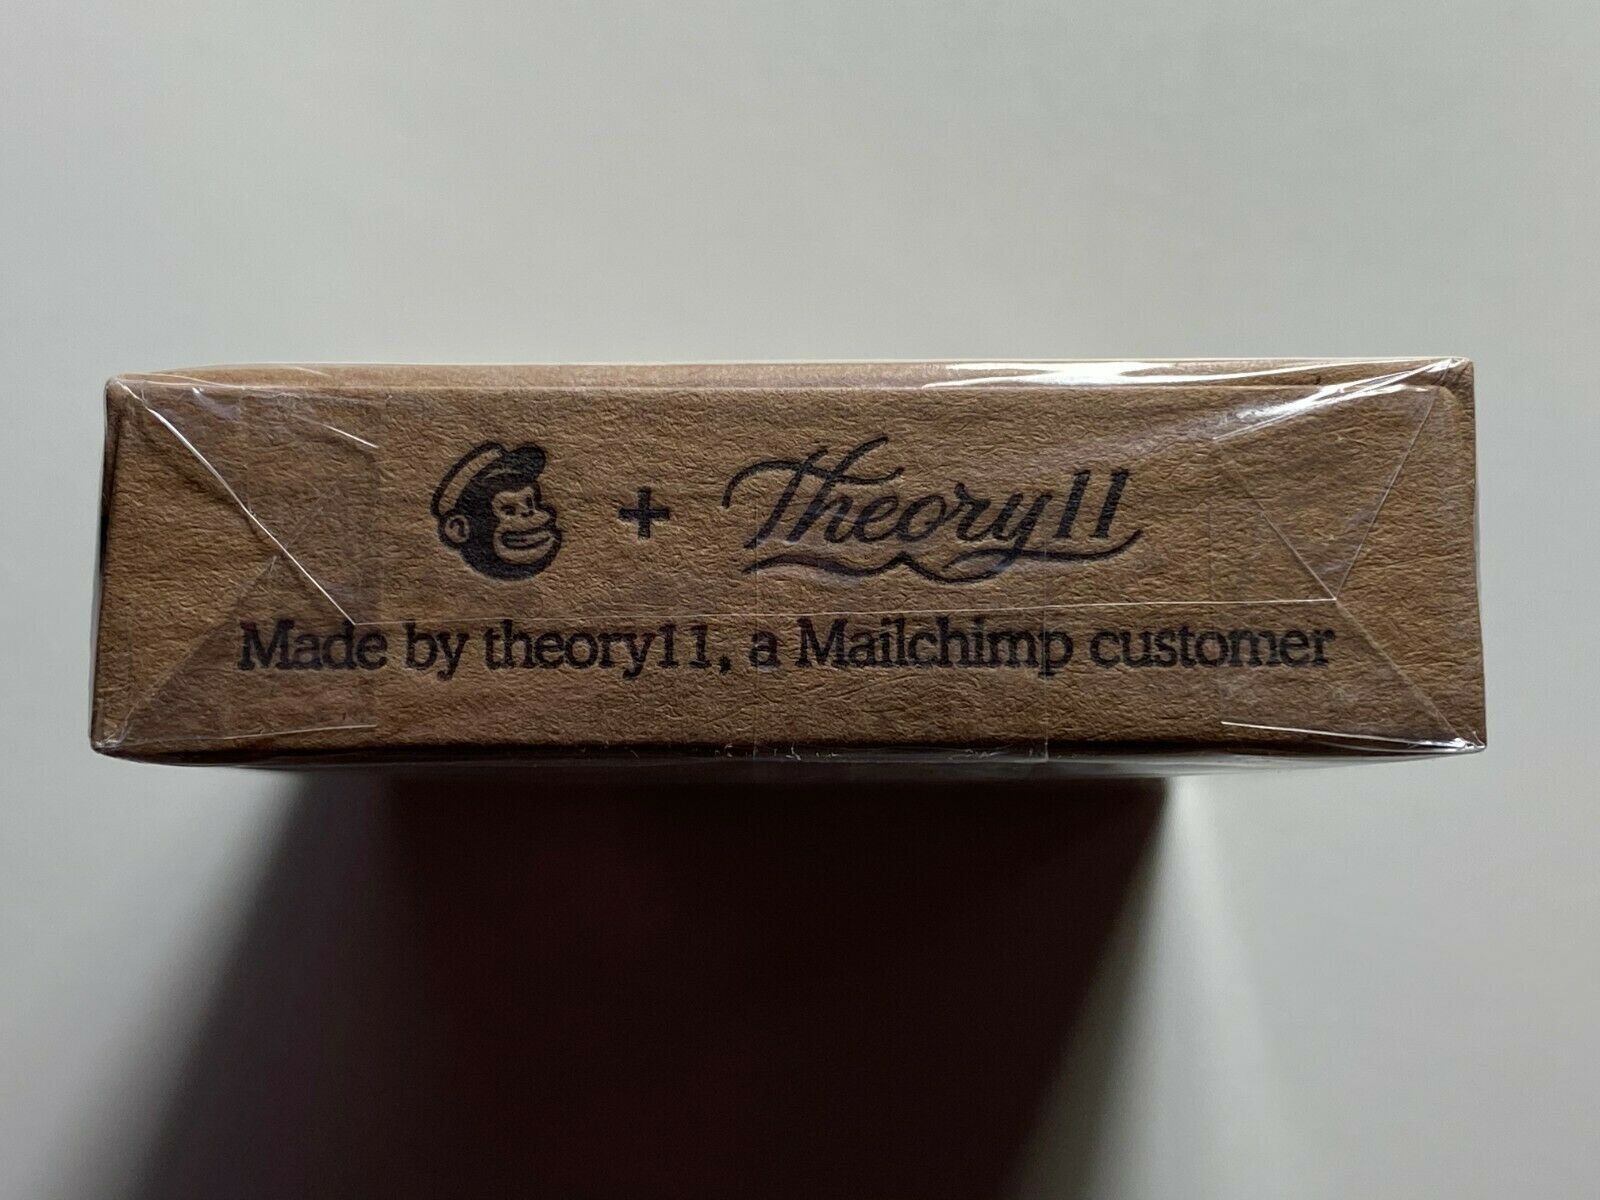 + Theory11
Made by theory11, a Mailchimp customer